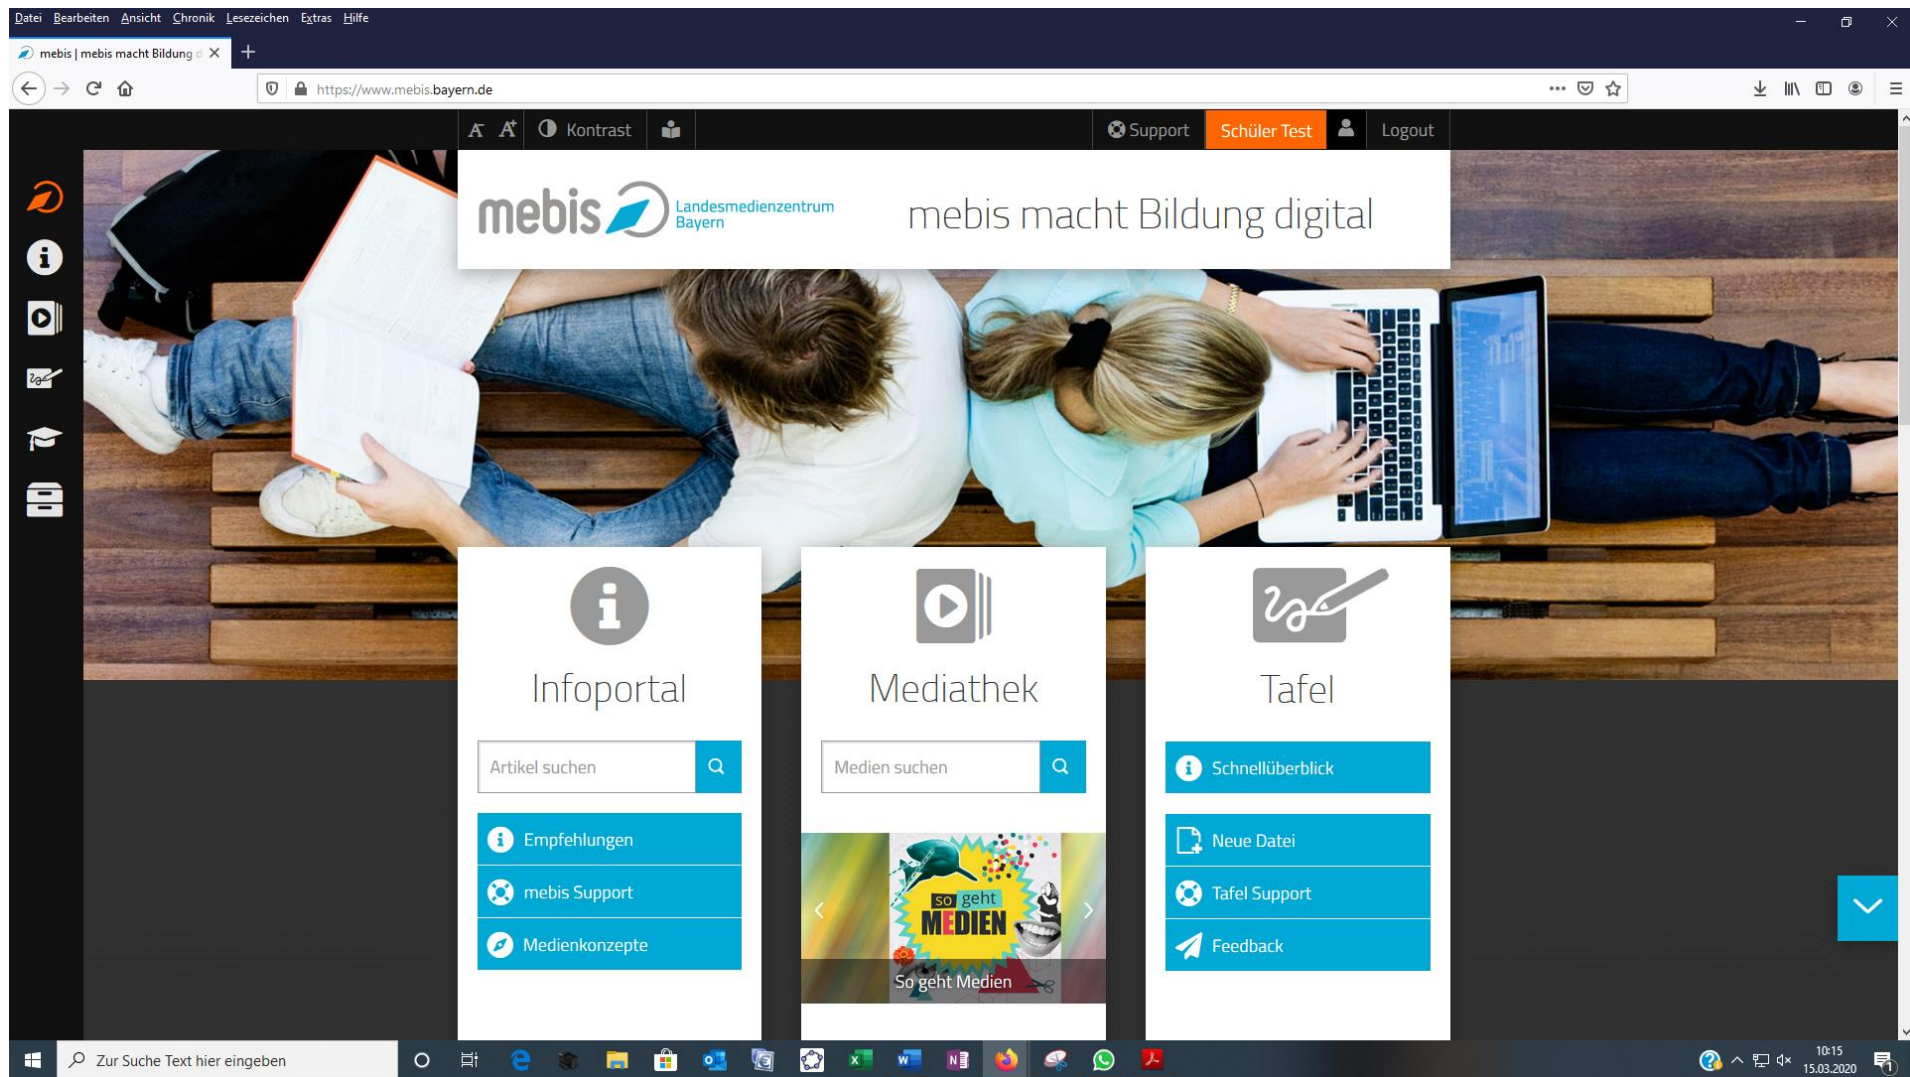 Datei Bearbeiten Ansicht Chronik Lesezeichen Extras Hilfe
mebis | mebis macht Bildung d
https://www.mebis.bayern.de
A- A+ Kontrast Support Schüler Test Logout
mebis Landesmedienzentrum Bayern
mebis macht Bildung digital
Infoportal
Artikel suchen
Empfehlungen
mebis Support
Medienkonzepte
Mediathek
Medien suchen
so geht
MEDIEN
So geht Medien
Tafel
Schnellüberblick
Neue Datei
Tafel Support
Feedback
Zur Suche Text hier eingeben
10:15
15.03.2020